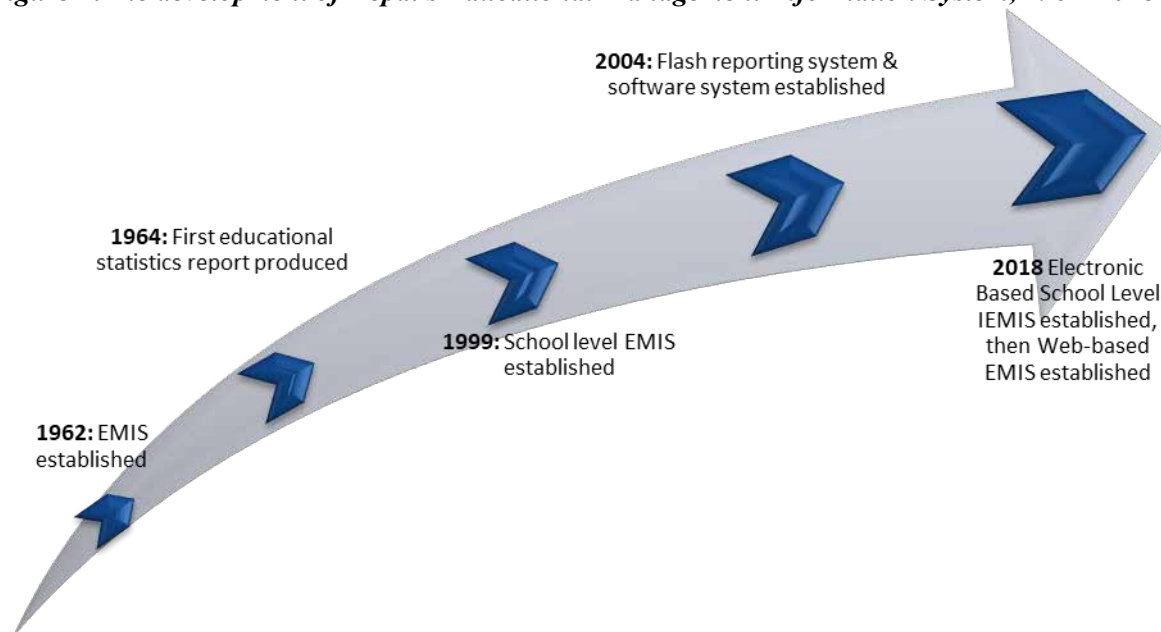 2004: Flash reporting system &
software system established
1964: First educational
statistics report produced
2018 Electronic
Based School Level
IEMIS established,
then Web-based
EMIS established
1999: School level EMIS
established
1962: EMIS
established